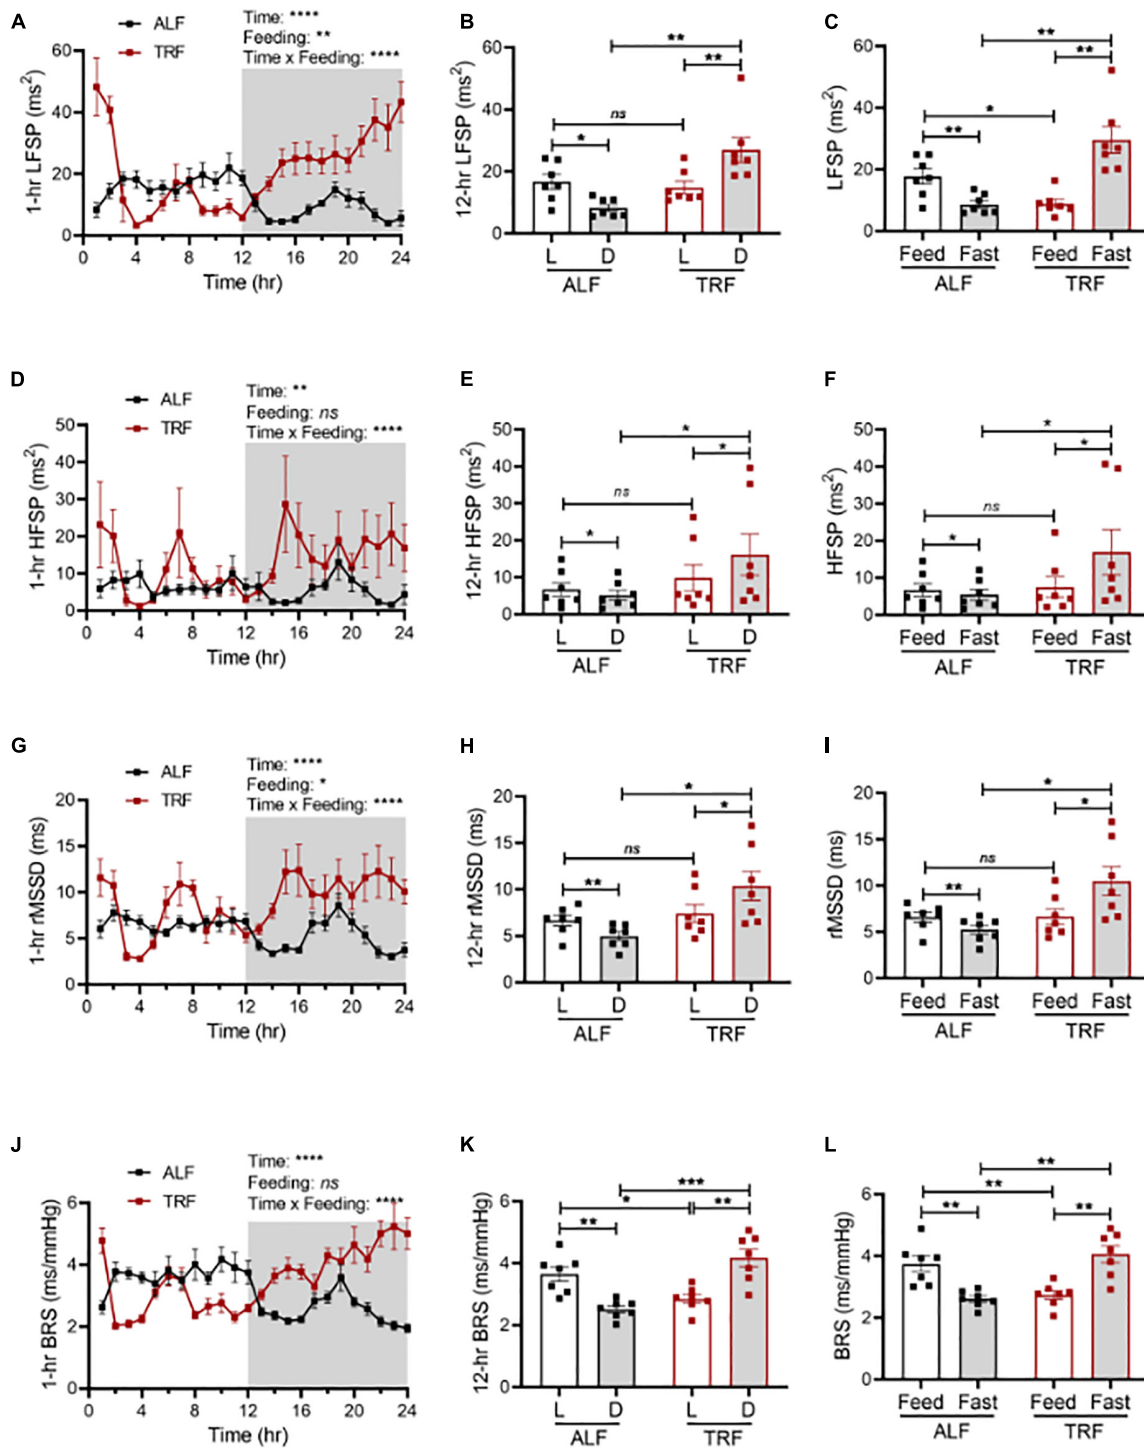 A
ALF
TRF
Time: ****
Feeding: **
Time x Feeding: ****
1-hr LFSP (ms²)
60
40
20
0
0 4 8 12 16 20 24
Time (hr)
B
12-hr LFSP (ms²)
60
40
20
0
**
**
ns
*
L D L D
ALF TRF
C
LFSP (ms²)
60
40
20
0
**
**
*
**
Feed Fast Feed Fast
ALF TRF
D
ALF
TRF
Time: **
Feeding: ns
Time x Feeding: ****
1-hr HFSP (ms²)
50
40
30
20
10
0
0 4 8 12 16 20 24
Time (hr)
E
12-hr HFSP (ms²)
50
40
30
20
10
0
*
*
ns
*
L D L D
ALF TRF
F
HFSP (ms²)
50
40
30
20
10
0
*
*
ns
*
Feed Fast Feed Fast
ALF TRF
G
ALF
TRF
Time: ****
Feeding: *
Time x Feeding: ****
1-hr rMSSD (ms)
20
15
10
5
0
0 4 8 12 16 20 24
Time (hr)
H
12-hr rMSSD (ms)
20
15
10
5
0
*
*
ns
**
L D L D
ALF TRF
I
rMSSD (ms)
20
15
10
5
0
*
*
ns
**
Feed Fast Feed Fast
ALF TRF
J
ALF
TRF
Time: ****
Feeding: ns
Time x Feeding: ****
1-hr BRS (ms/mmHg)
6
4
2
0
0 4 8 12 16 20 24
Time (hr)
K
12-hr BRS (ms/mmHg)
6
4
2
0
***
* **
**
L D L D
ALF TRF
L
BRS (ms/mmHg)
6
4
2
0
**
**
** **
Feed Fast Feed Fast
ALF TRF